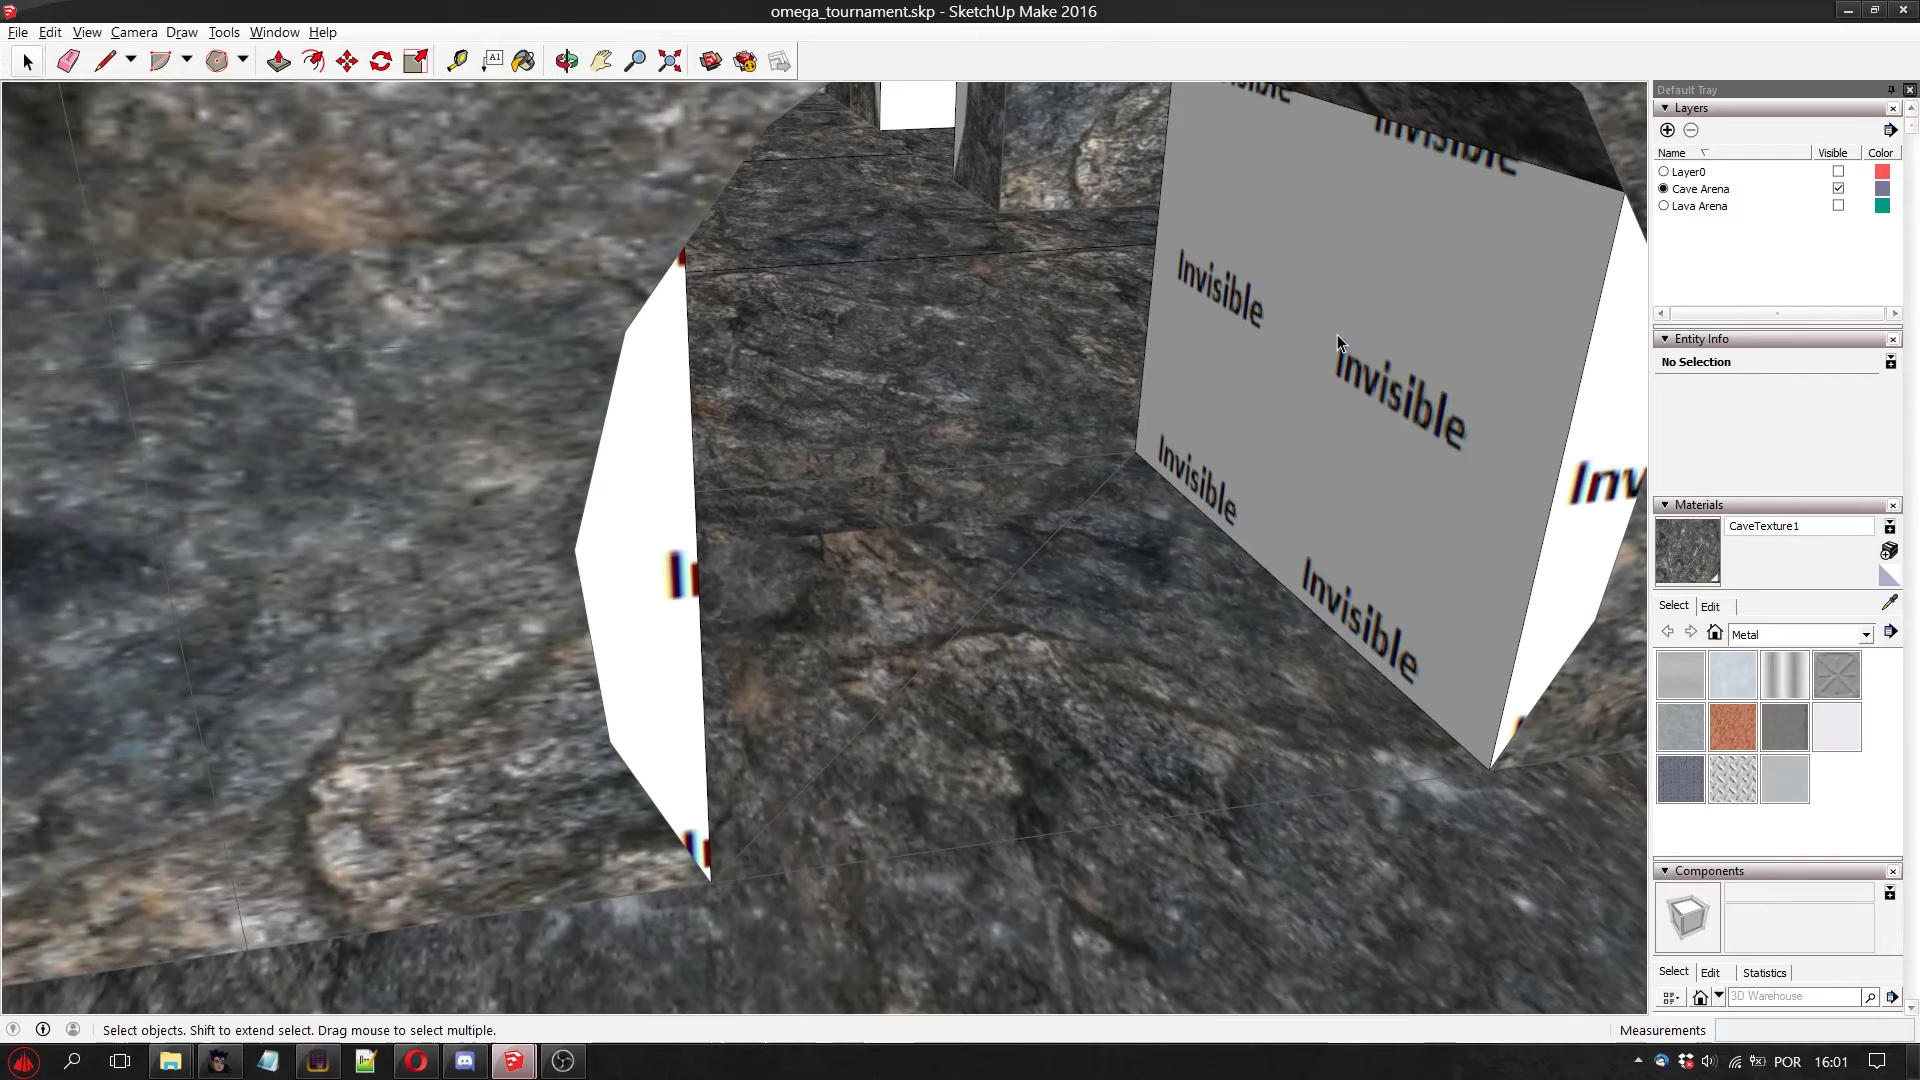 omega_tournament.skp - SketchUp Make 2016
File Edit View Camera Draw Tools Window Help
Default Tray
Layers
Name Visible Color
Layer0
Cave Arena
Lava Arena
Entity Info
No Selection
Materials
CaveTexture1
Select Edit
Metal
Components
Select Edit Statistics
3D Warehouse
Invisible
Invisible
Invisible
Invisible
Invisible
Select objects. Shift to extend select. Drag mouse to select multiple.
Measurements
POR 16:01